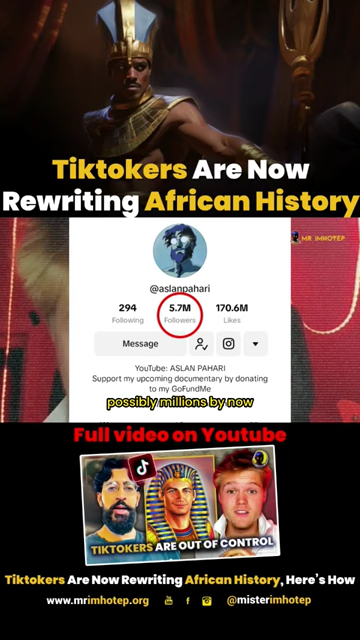 Tiktokers Are Now
Rewriting African History
MR IMHOTEP
@aslanpahari
294 5.7M 170.6M
Following Followers Likes
Message
YouTube: ASLAN PAHARI
Support my upcoming documentary by donating
to my GoFundMe
possibly millions by now
Full video on Youtube
TIKTOKERS ARE OUT OF CONTROL
Tiktokers Are Now Rewriting African History, Here's How
www.mrimhotep.org @misterimhotep